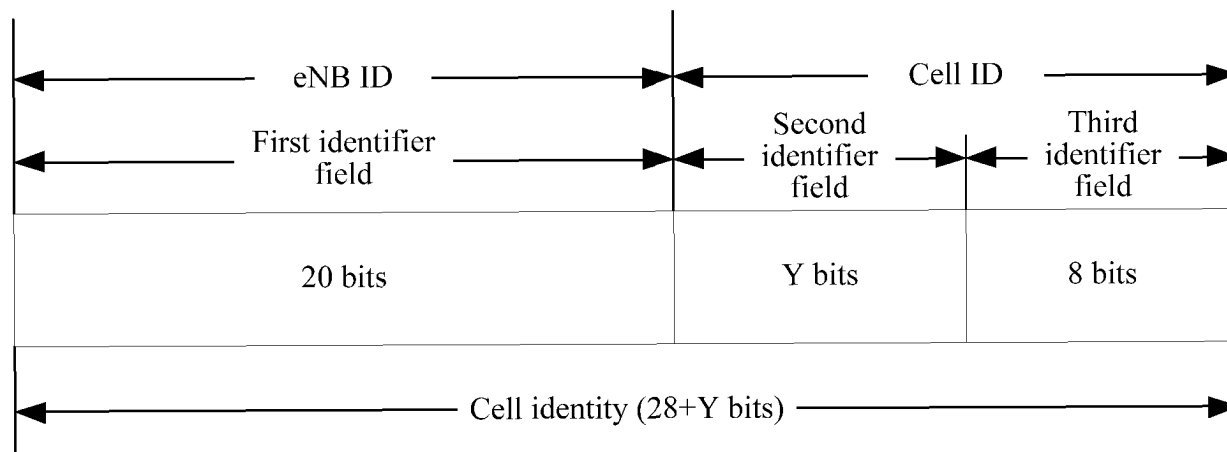 eNB ID
Cell ID
First identifier
field
Second
identifier
field
Third
identifier
field
20 bits
Y bits
8 bits
Cell identity (28+Y bits)